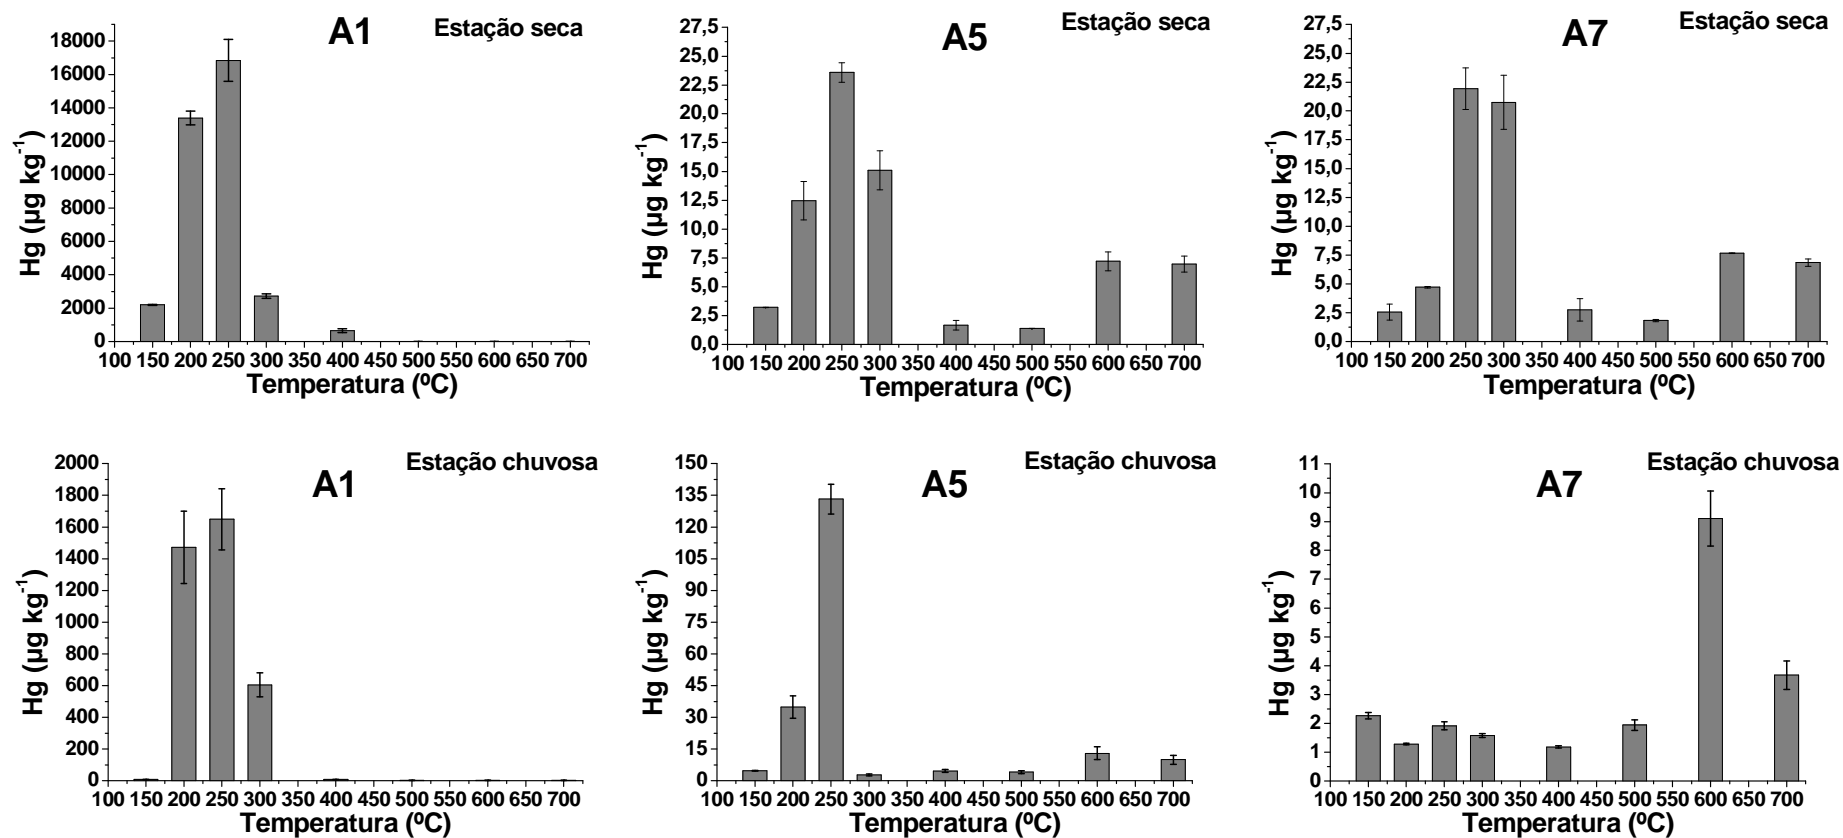 A1
Estação seca
18000
16000
14000
12000
10000
8000
6000
4000
2000
0
Hg (µg kg-1)
100 150 200 250 300 350 400 450 500 550 600 650 700
Temperatura (ºC)
A5
Estação seca
27,5
25,0
22,5
20,0
17,5
15,0
12,5
10,0
7,5
5,0
2,5
0,0
Hg (µg kg-1)
100 150 200 250 300 350 400 450 500 550 600 650 700
Temperatura (ºC)
A7
Estação seca
27,5
25,0
22,5
20,0
17,5
15,0
12,5
10,0
7,5
5,0
2,5
0,0
Hg (µg kg-1)
100 150 200 250 300 350 400 450 500 550 600 650 700
Temperatura (ºC)
A1
Estação chuvosa
2000
1800
1600
1400
1200
1000
800
600
400
200
0
Hg (µg kg-1)
100 150 200 250 300 350 400 450 500 550 600 650 700
Temperatura (ºC)
A5
Estação chuvosa
150
135
120
105
90
75
60
45
30
15
0
Hg (µg kg-1)
100 150 200 250 300 350 400 450 500 550 600 650 700
Temperatura (ºC)
A7
Estação chuvosa
11
10
9
8
7
6
5
4
3
2
1
0
Hg (µg kg-1)
100 150 200 250 300 350 400 450 500 550 600 650 700
Temperatura (ºC)